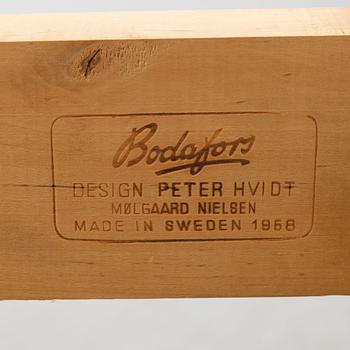 Bodafors
DESIGN PETER HVIDT
MØLGAARD NIELSEN
MADE IN SWEDEN 1958